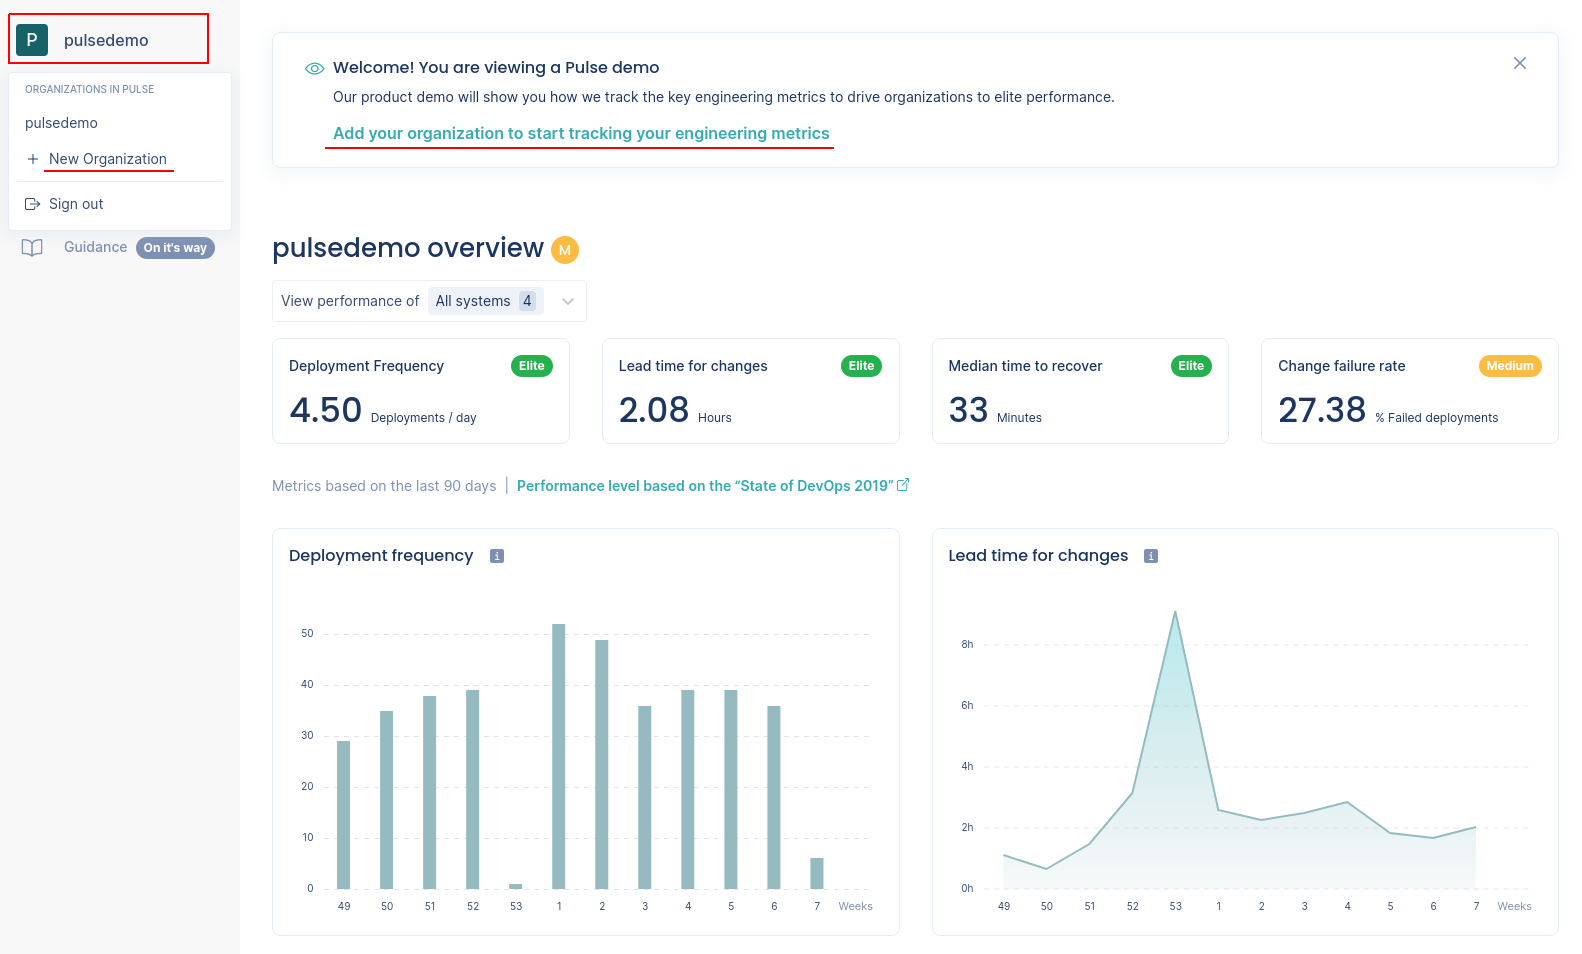 P pulsedemo
ORGANIZATIONS IN PULSE
pulsedemo
+ New Organization
Sign out
Guidance On it's way
Welcome! You are viewing a Pulse demo
Our product demo will show you how we track the key engineering metrics to drive organizations to elite performance.
Add your organization to start tracking your engineering metrics
pulsedemo overview M
View performance of All systems 4
Deployment Frequency Elite
4.50 Deployments / day
Lead time for changes Elite
2.08 Hours
Median time to recover Elite
33 Minutes
Change failure rate Medium
27.38 % Failed deployments
Metrics based on the last 90 days | Performance level based on the “State of DevOps 2019”
Deployment frequency i
50
40
30
20
10
0
49 50 51 52 53 1 2 3 4 5 6 7 Weeks
Lead time for changes i
8h
6h
4h
2h
0h
49 50 51 52 53 1 2 3 4 5 6 7 Weeks